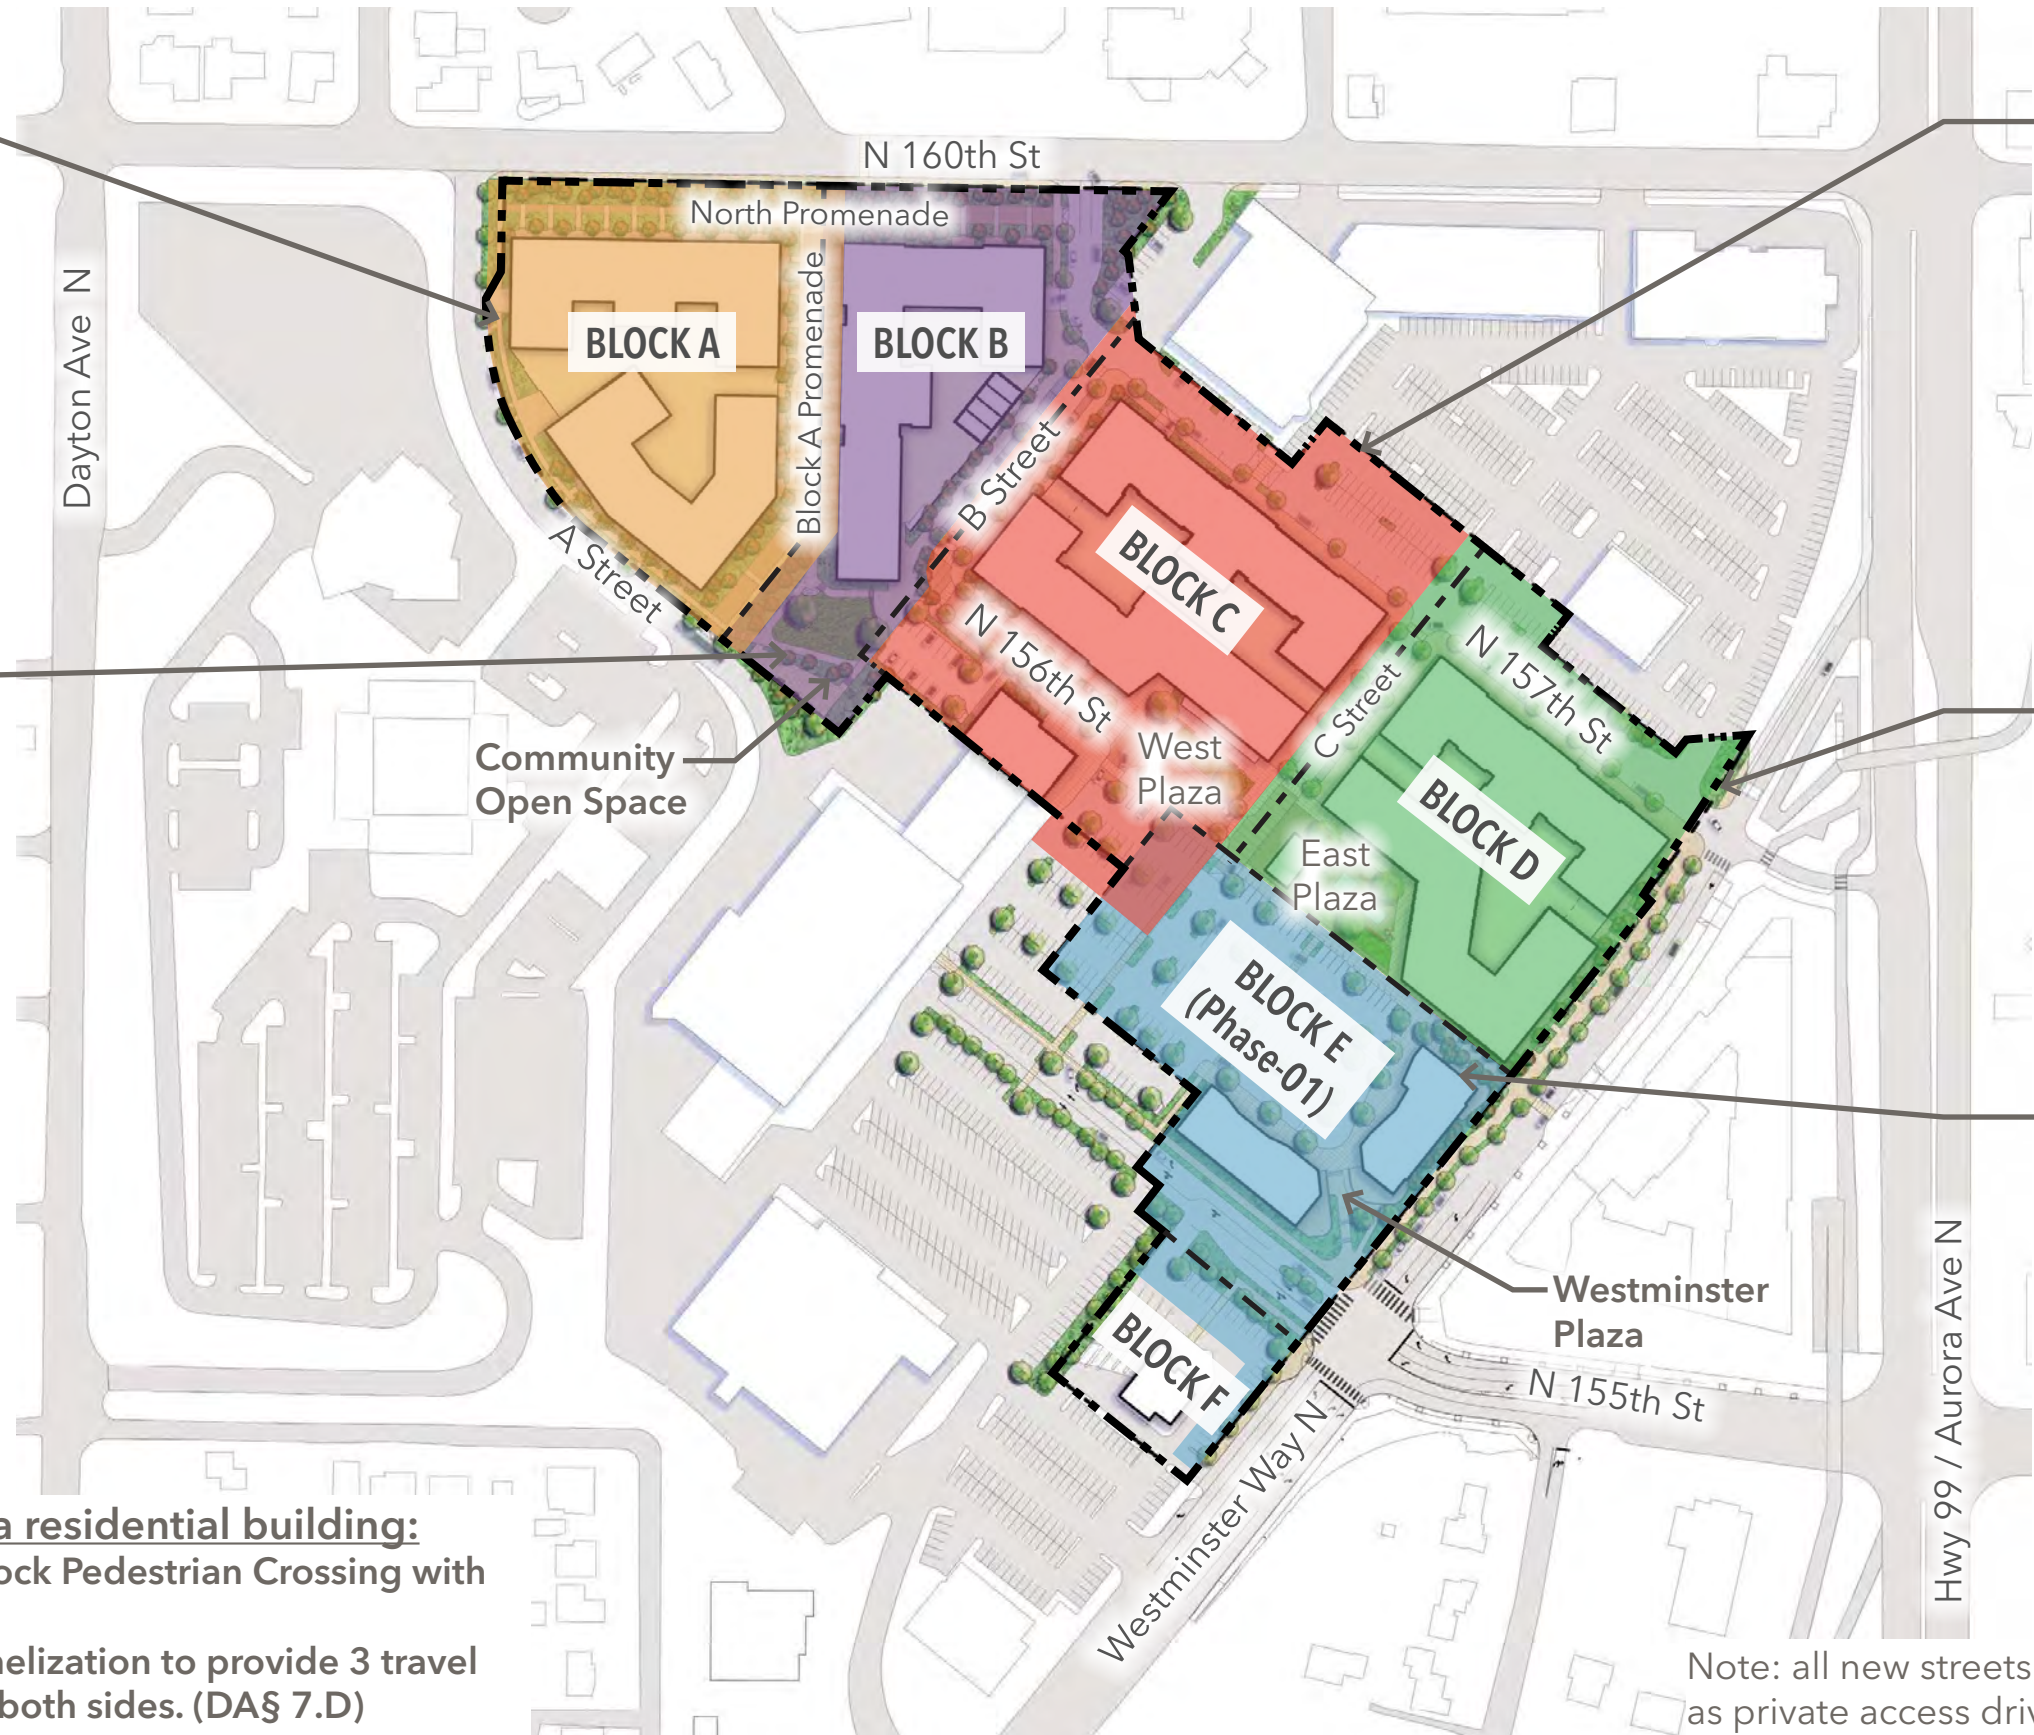 N 160th St
North Promenade
Dayton Ave N
BLOCK A
Block A Promenade
BLOCK B
B Street
A Street
BLOCK C
N 156th St
C Street
N 157th St
West
Plaza
BLOCK D
East
Plaza
Community
Open Space
BLOCK E
(Phase-01)
Westminster
Plaza
BLOCK F
N 155th St
Westminster Way N
Hwy 99 / Aurora Ave N
a residential building:
ock Pedestrian Crossing with
nelization to provide 3 travel
both sides. (DA§ 7.D)
Note: all new streets
as private access driv